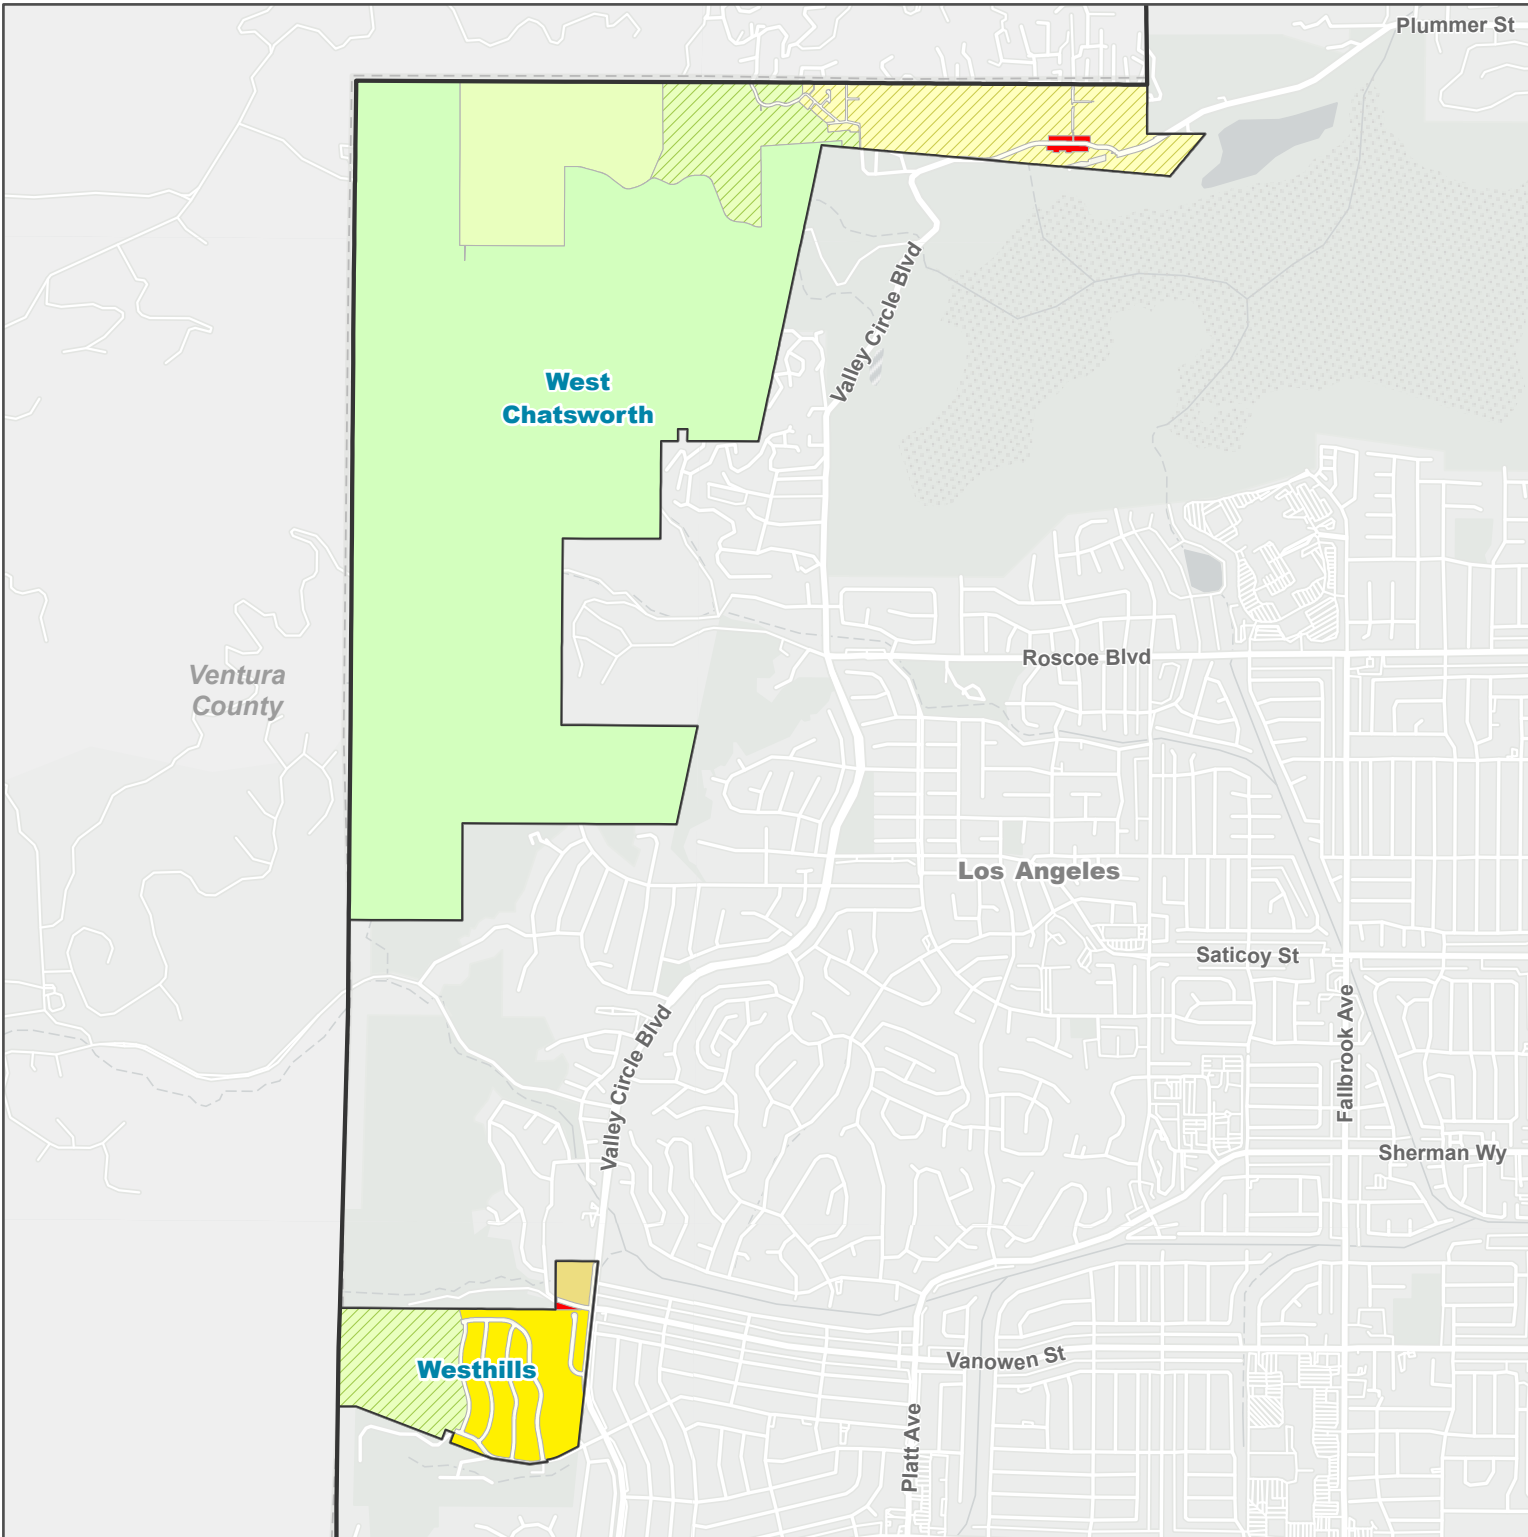 Plummer St
Valley Circle Blvd
West
Chatsworth
Roscoe Blvd
Ventura
County
Los Angeles
Saticoy St
Fallbrook Ave
Valley Circle Blvd
Sherman Wy
Vanowen St
Westhills
Platt Ave